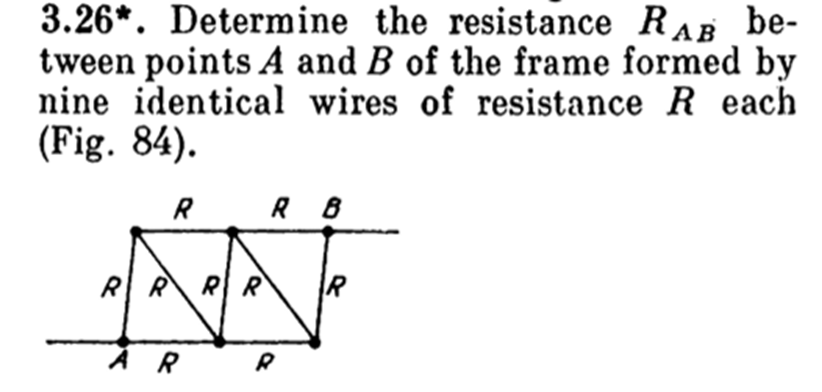 3.26*. Determine the resistance R_AB be-
tween points A and B of the frame formed by
nine identical wires of resistance R each
(Fig. 84).
R R B
R R R R R
A R R